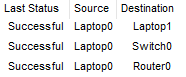 Last Status Source Destination
Successful Laptop0 Laptop1
Successful Laptop0 Switch0
Successful Laptop0 Router0